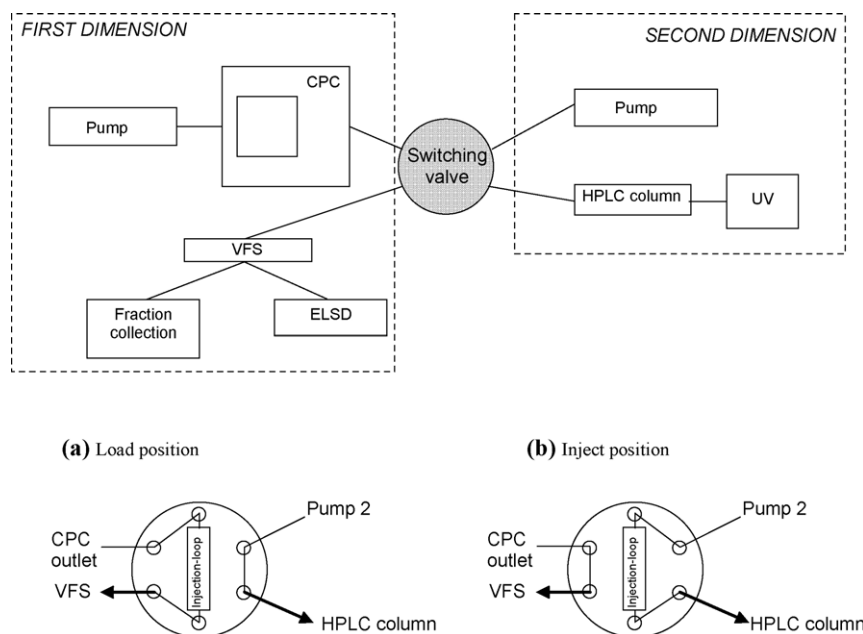 FIRST DIMENSION
SECOND DIMENSION
CPC
Pump
Pump
Switching
valve
HPLC column
UV
VFS
Fraction
collection
ELSD
(a) Load position
(b) Inject position
CPC
outlet
VFS
Injection-loop
Pump 2
HPLC column
CPC
outlet
VFS
Injection-loop
Pump 2
HPLC column